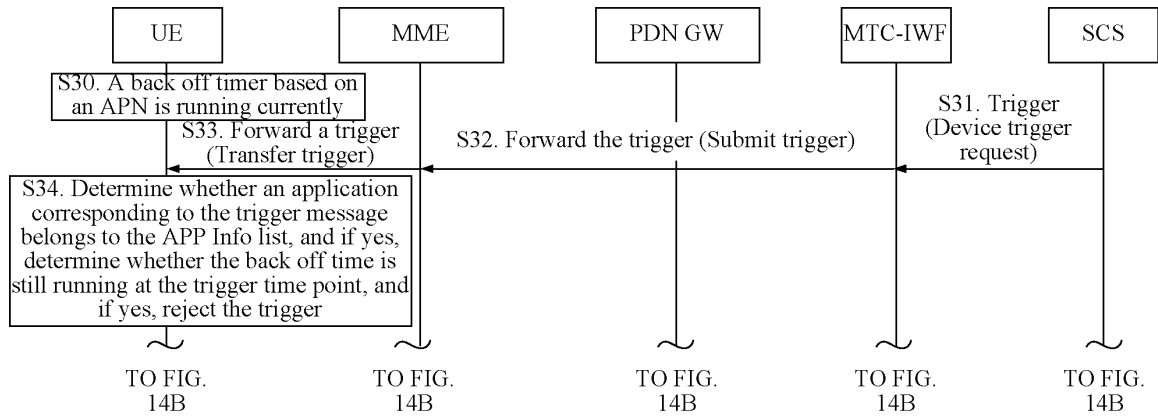 UE
MME
PDN GW
MTC-IWF
SCS
S30. A back off timer based on
an APN is running currently
S31. Trigger
(Device trigger
request)
S32. Forward the trigger (Submit trigger)
S33. Forward a trigger
(Transfer trigger)
S34. Determine whether an application
corresponding to the trigger message
belongs to the APP Info list, and if yes,
determine whether the back off time is
still running at the trigger time point, and
if yes, reject the trigger
TO FIG.
14B
TO FIG.
14B
TO FIG.
14B
TO FIG.
14B
TO FIG.
14B